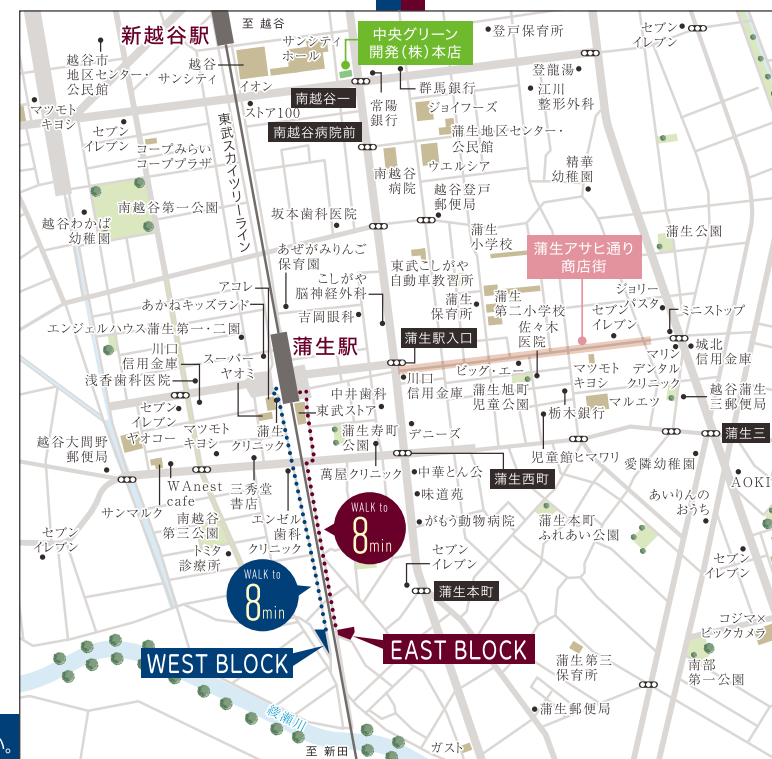 至 越谷
新越谷駅
中央グリーン
開発(株)本店
登戸保育所
セブン
イレブン
越谷市
地区センター・
公民館
越谷
サンシティ
サンシティ
ホール
イオン
南越谷一
常陽
銀行
群馬銀行
登龍湯
江川
整形外科
マツモト
キヨシ
セブン
イレブン
ストア100
南越谷病院前
ジョイフーズ
蒲生地区センター・
公民館
コープみらい
コーププラザ
東武スカイツリーライン
南越谷
病院
ウエルシア
精華
幼稚園
越谷わかば
幼稚園
南越谷第一公園
坂本歯科医院
越谷登戸
郵便局
蒲生
小学校
蒲生アサヒ通り
商店街
蒲生公園
あぜがみりんご
保育園
東武こしがや
自動車教習所
アコレ
こしがや
脳神経外科
蒲生
保育所
蒲生
第二小学校
ジョリー
パスタ
あかねキッズランド
吉岡眼科
佐々木
医院
セブン
イレブン
ミニストップ
エンジェルハウス蒲生第一・二園
蒲生駅
蒲生駅入口
城北
信用金庫
川口
信用金庫
スーパー
ヤオミ
浅香歯科医院
川口
信用金庫
ビッグ・エー
マツモト
キヨシ
マリン
デンタル
クリニック
中井歯科
東武ストア
蒲生旭町
児童公園
マルエツ
越谷蒲生
三郵便局
セブン
イレブン
ヤオコー
マツモト
キヨシ
蒲生
クリニック
蒲生寿町
公園
デニーズ
栃木銀行
蒲生三
越谷大間野
郵便局
WAnest
cafe
三秀堂
書店
萬屋クリニック
中華とん公
蒲生西町
児童館ヒマワリ
愛隣幼稚園
AOKI
サンマルク
南越谷
第三公園
エンゼル
歯科
クリニック
WALK to
8min
味道苑
がもう動物病院
蒲生本町
ふれあい公園
あいりんの
おうち
セブン
イレブン
トミタ
診療所
セブン
イレブン
セブン
イレブン
WALK to
8min
蒲生本町
コジマ×
ビックカメラ
WEST BLOCK
EAST BLOCK
蒲生第三
保育所
南部
第一公園
綾瀬川
蒲生郵便局
至 新田
ガスト
い。